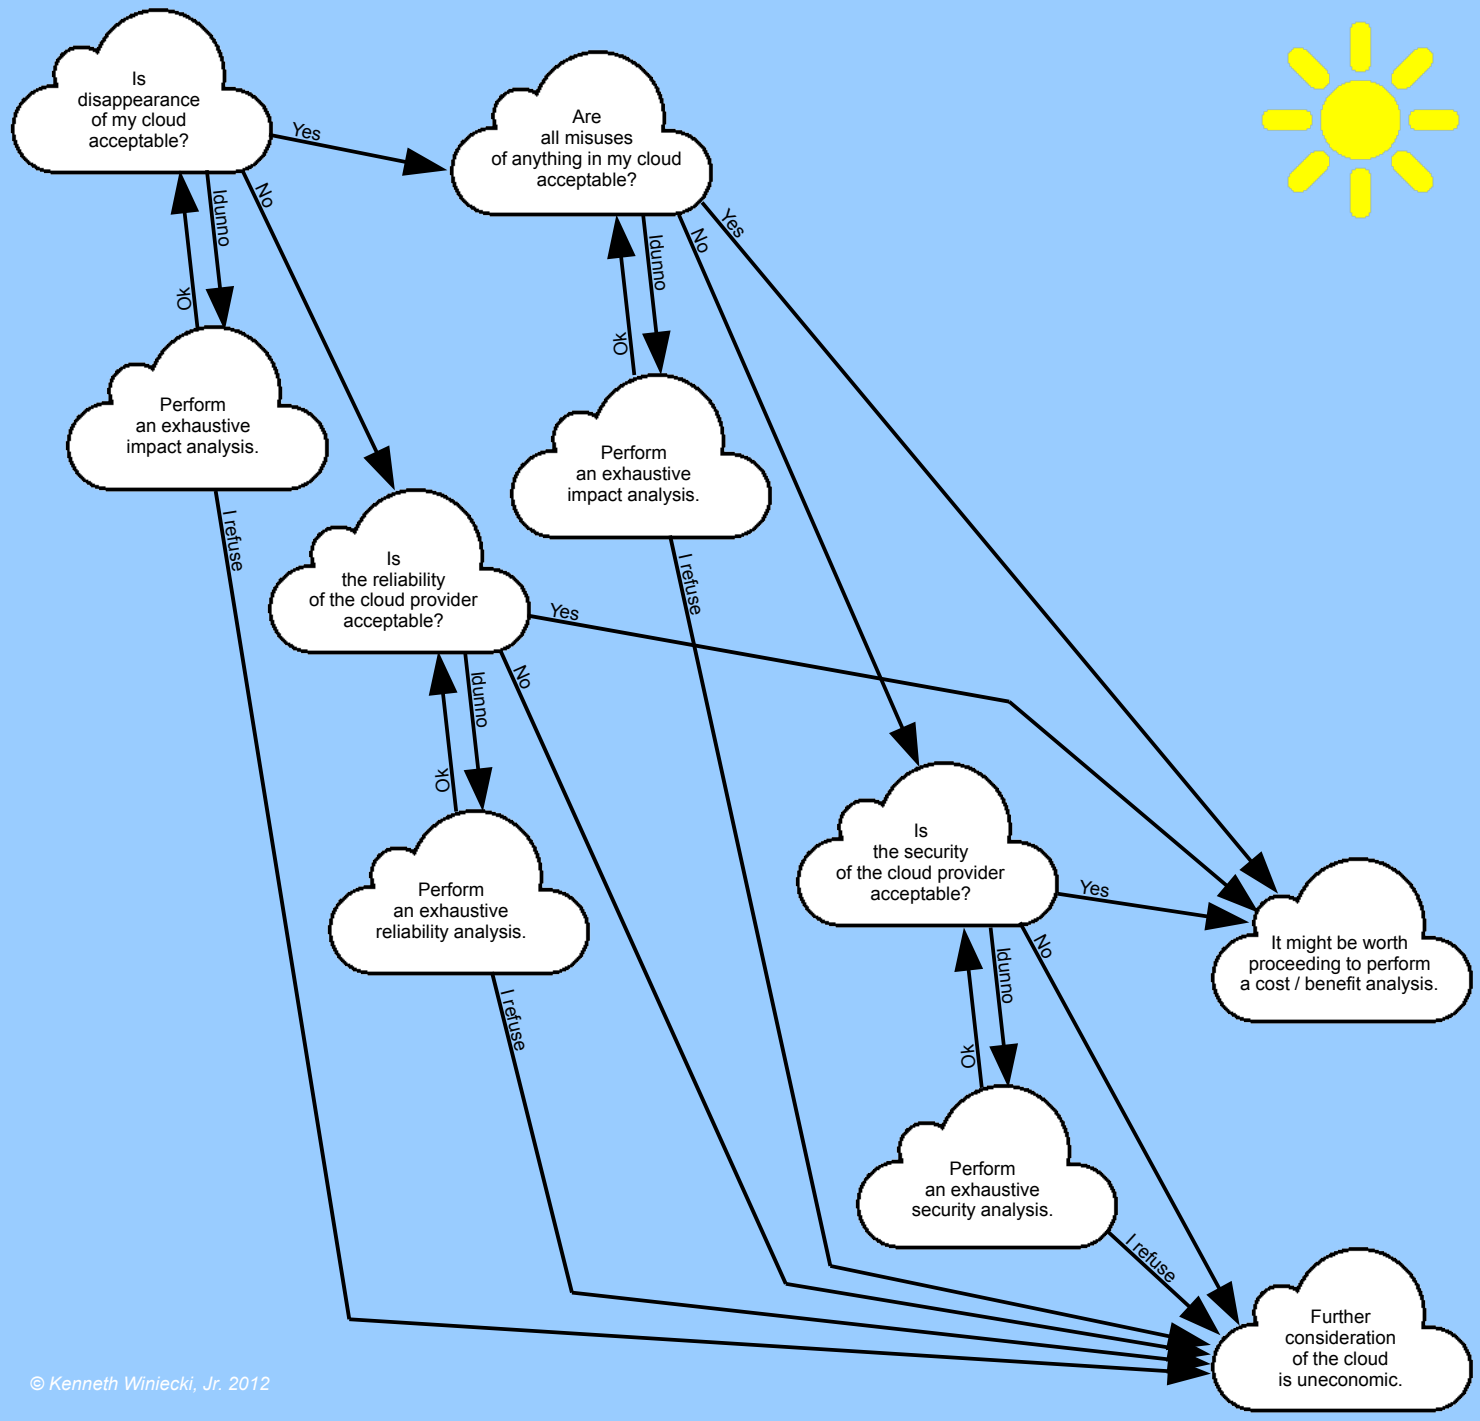 Is
disappearance
of my cloud
acceptable?
Yes
Idunno
No
Ok
Are
all misuses
of anything in my cloud
acceptable?
Yes
No
Idunno
Ok
Perform
an exhaustive
impact analysis.
I refuse
Perform
an exhaustive
impact analysis.
I refuse
Is
the reliability
of the cloud provider
acceptable?
Yes
No
Idunno
Ok
Perform
an exhaustive
reliability analysis.
I refuse
Is
the security
of the cloud provider
acceptable?
Yes
No
Idunno
Ok
It might be worth
proceeding to perform
a cost / benefit analysis.
Perform
an exhaustive
security analysis.
I refuse
Further
consideration
of the cloud
is uneconomic.
© Kenneth Winiecki, Jr. 2012